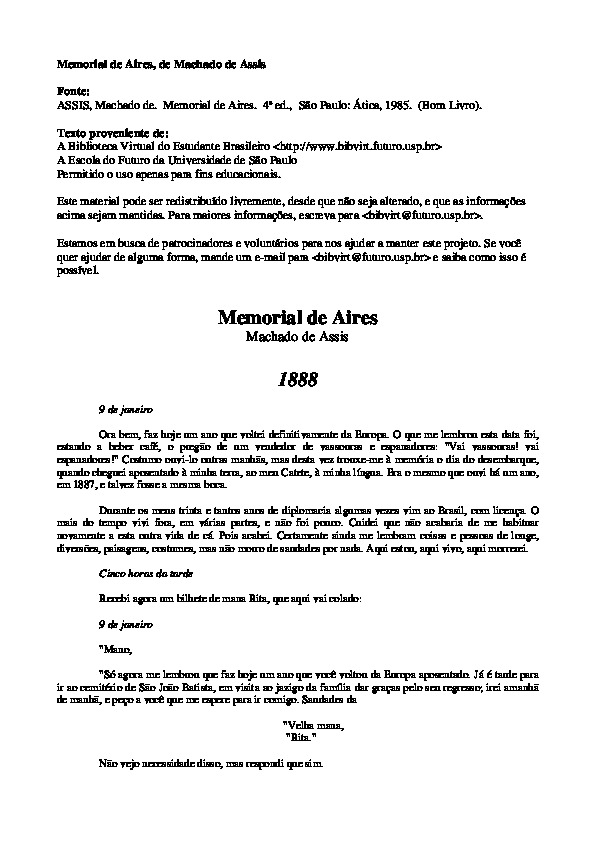 Memorial de Aires, de Machado de Assis
Fonte:
ASSIS, Machado de. Memorial de Aires. 4ª ed., São Paulo: Ática, 1985. (Bom Livro).
Texto proveniente de:
A Biblioteca Virtual do Estudante Brasileiro <http://www.bibvirt.futuro.usp.br>
A Escola do Futuro da Universidade de São Paulo
Permitido o uso apenas para fins educacionais.
Este material pode ser redistribuído livremente, desde que não seja alterado, e que as informações
acima sejam mantidas. Para maiores informações, escreva para <bibvirt@futuro.usp.br>.
Estamos em busca de patrocinadores e voluntários para nos ajudar a manter este projeto. Se você
quer ajudar de alguma forma, mande um e-mail para <bibvirt@futuro.usp.br> e saiba como isso é
possível.
Memorial de Aires
Machado de Assis
1888
9 de janeiro
Ora bem, faz hoje um ano que voltei definitivamente da Europa. O que me lembrou esta data foi,
estando a beber café, o pregão de um vendedor de vassouras e espanadores: "Vai vassouras! vai
espanadores!" Costumo ouvi-lo outras manhãs, mas desta vez trouxe-me à memória o dia do desembarque,
quando cheguei aposentado à minha terra, ao meu Catete, à minha língua. Era o mesmo que ouvi há um ano,
em 1887, e talvez fosse a mesma boca.
Durante os meus trinta e tantos anos de diplomacia algumas vezes vim ao Brasil, com licença. O
mais do tempo vivi fora, em várias partes, e não foi pouco. Cuidei que não acabaria de me habituar
novamente a esta outra vida de cá. Pois acabei. Certamente ainda me lembram coisas e pessoas de longe,
diversões, paisagens, costumes, mas não morro de saudades por nada. Aqui estou, aqui vivo, aqui morrerei.
Cinco horas da tarde
Recebi agora um bilhete de mana Rita, que aqui vai colado:
9 de janeiro
"Mano,
"Só agora me lembrou que faz hoje um ano que você voltou da Europa aposentado. Já é tarde para
ir ao cemitério de São João Batista, em visita ao jazigo da família dar graças pelo seu regresso; irei amanhã
de manhã, e peço a você que me espere para ir comigo. Saudades da
"Velha mana,
"Rita."
Não vejo necessidade disso, mas respondi que sim.